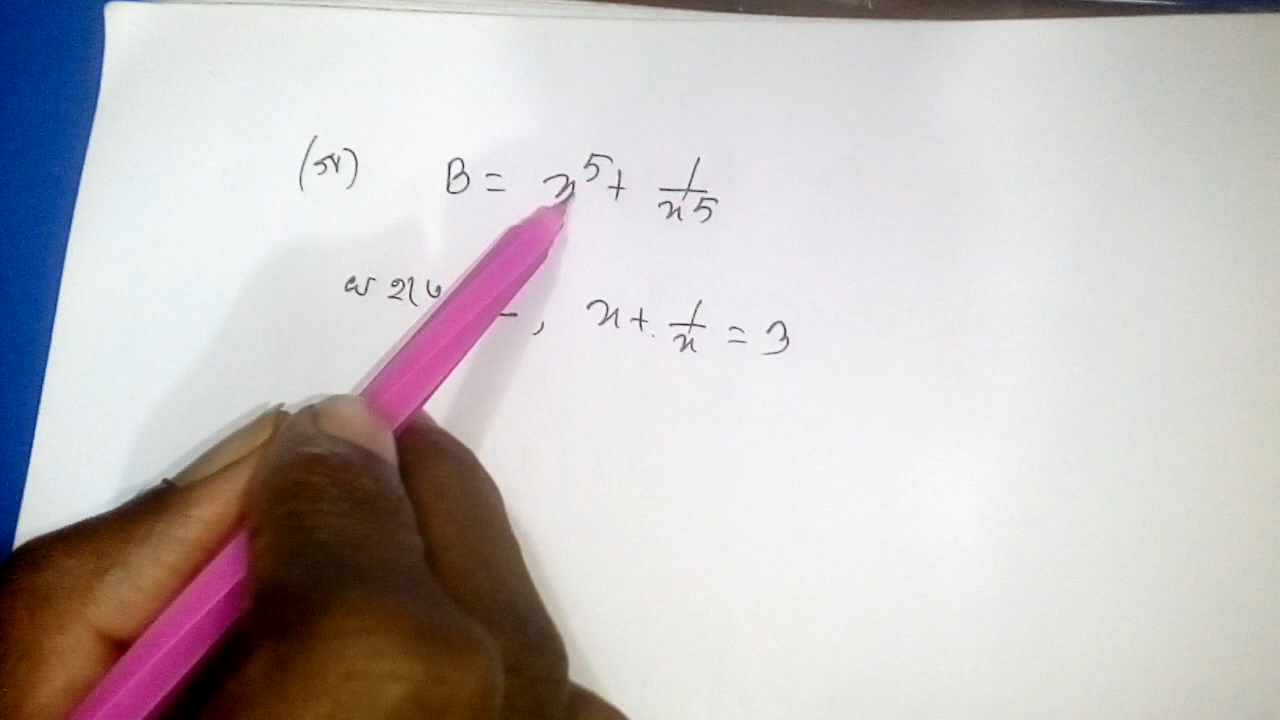 (গ) B = x⁵ + 1/x⁵
, x + 1/x = 3